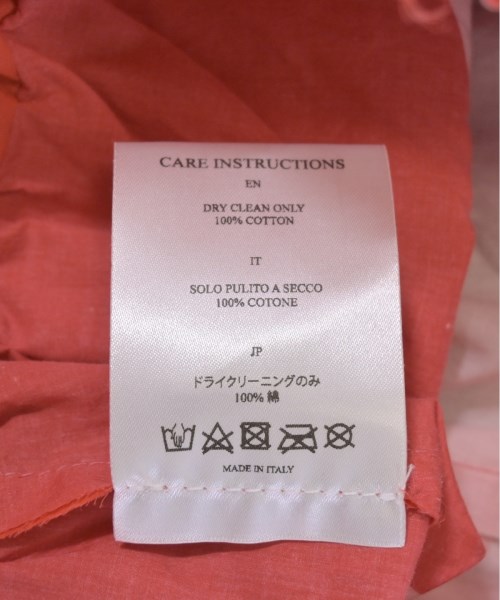 CARE INSTRUCTIONS
EN
DRY CLEAN ONLY
100% COTTON
IT
SOLO PULITO A SECCO
100% COTONE
JP
ドライクリーニングのみ
100% 綿
MADE IN ITALY